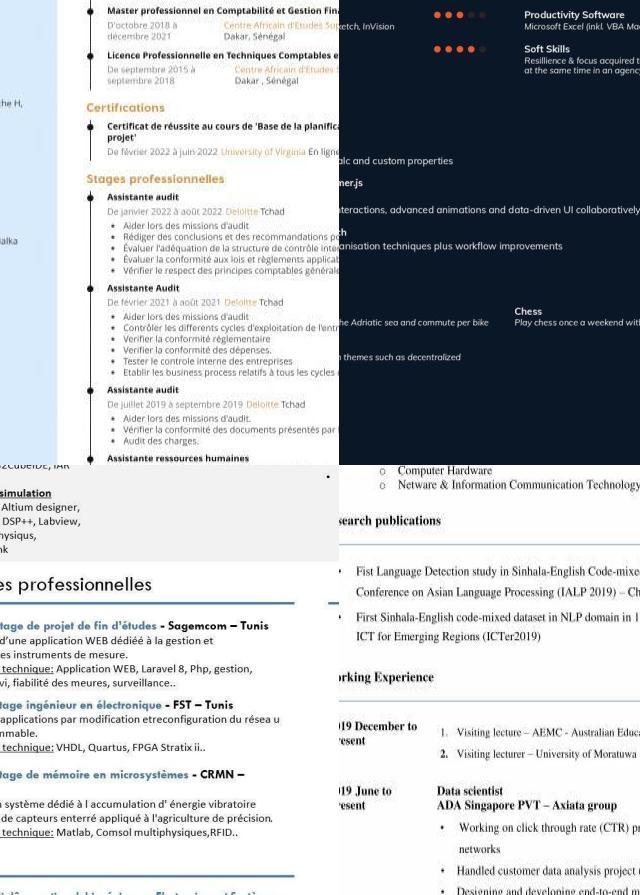 Master professionnel en Comptabilité et Gestion Fin
D'octobre 2018 à
décembre 2021
Centre Africain d'Etudes Su
Dakar, Sénégal
Licence Professionnelle en Techniques Comptables e
De septembre 2015 à
septembre 2018
Centre Africain d'Etudes S
Dakar , Sénégal
che H,
Certifications
Certificat de réussite au cours de 'Base de la planifica
projet'
De février 2022 à juin 2022 University of Virginia En ligne
Stages professionnelles
Assistante audit
De janvier 2022 à août 2022 Deloitte Tchad
• Aider lors des missions d'audit
• Rédiger des conclusions et des recommandations po
• Évaluer l'adéquation de la structure de contrôle inte
• Évaluer la conformité aux lois et règlements applicab
• Vérifier le respect des principes comptables générale
ialka
Assistante Audit
De février 2021 à août 2021 Deloitte Tchad
• Aider lors des missions d'audit
• Contrôler les differents cycles d'exploitation de l'entr
• Verifier la conformité réglementaire
• Verifier la conformité des dépenses.
• Tester le controle interne des entreprises
• Etablir les business process relatifs à tous les cycles
Assistante audit
De juillet 2019 à septembre 2019 Deloitte Tchad
• Aider lors des missions d'audit.
• Vérifier la conformité des documents présentés par
• Audit des charges.
Assistante ressources humaines
ketch, InVision
Productivity Software
Microsoft Excel (inkl. VBA Ma
Soft Skills
Resillience & focus acquired t
at the same time in an agenc
alc and custom properties
mer.js
nteractions, advanced animations and data-driven UI collaboratively
ch
anisation techniques plus workflow improvements
Chess
he Adriatic sea and commute per bike
Play chess once a weekend with
n themes such as decentralized
simulation
Altium designer,
DSP++, Labview,
hysiqus,
nk
es professionnelles
tage de projet de fin d'études - Sagemcom – Tunis
d'une application WEB dédiéé à la gestion et
es instruments de mesure.
technique: Application WEB, Laravel 8, Php, gestion,
vi, fiabilité des meures, surveillance..
tage ingénieur en électronique - FST – Tunis
applications par modification etreconfiguration du résea u
mmable.
technique: VHDL, Quartus, FPGA Stratix ii..
tage de mémoire en microsystèmes - CRMN –
n système dédié à l accumulation d' énergie vibratoire
de capteurs enterré appliqué à l'agriculture de précision.
technique: Matlab, Comsol multiphysiques,RFID..
o Computer Hardware
o Netware & Information Communication Technology
search publications
• Fist Language Detection study in Sinhala-English Code-mixe
Conference on Asian Language Processing (IALP 2019) – Ch
• First Sinhala-English code-mixed dataset in NLP domain in 1
ICT for Emerging Regions (ICTer2019)
orking Experience
019 December to
resent
1. Visiting lecture – AEMC - Australian Educa
2. Visiting lecturer – University of Moratuwa
019 June to
resent
Data scientist
ADA Singapore PVT – Axiata group
• Working on click through rate (CTR) pr
networks
• Handled customer data analysis project
• Designing and developing end-to-end m